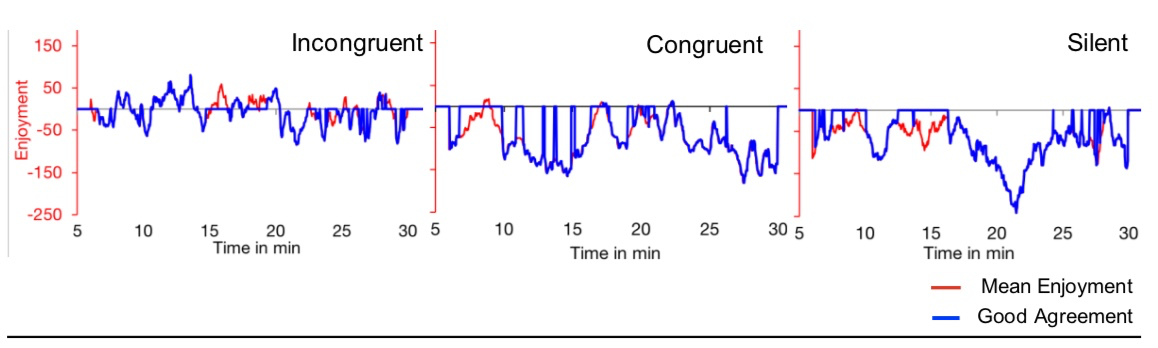 Incongruent
Congruent
Silent
Enjoyment
150
50
-50
-150
-250
5 10 15 20 25 30
5 10 15 20 25 30
5 10 15 20 25 30
Time in min
Time in min
Time in min
Mean Enjoyment
Good Agreement